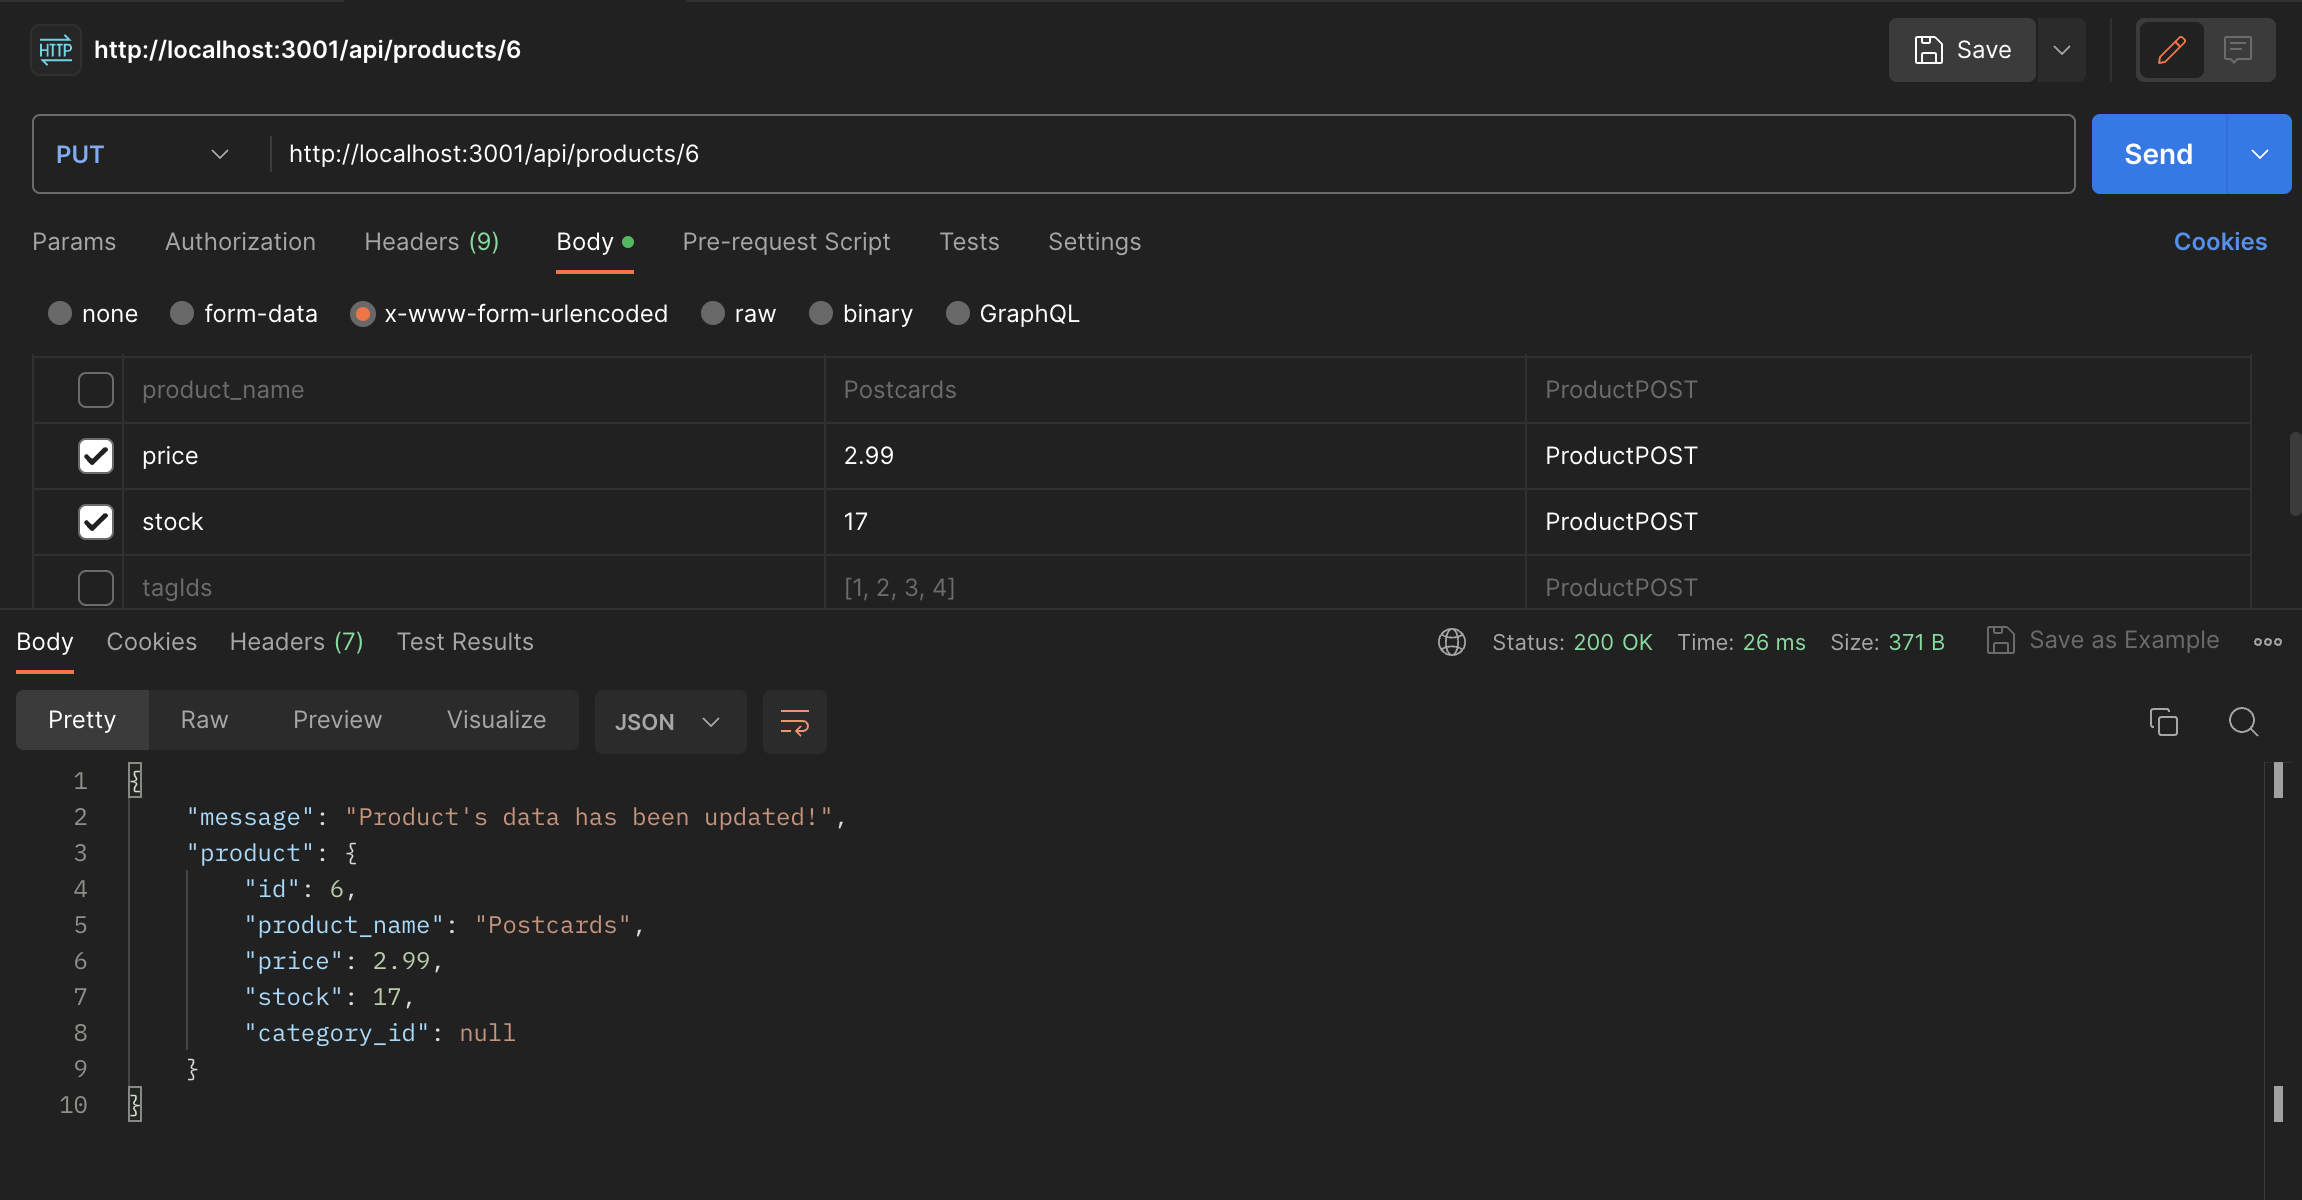 HTTP http://localhost:3001/api/products/6 Save
PUT http://localhost:3001/api/products/6 Send
Params Authorization Headers (9) Body Pre-request Script Tests Settings Cookies
none form-data x-www-form-urlencoded raw binary GraphQL
product_name Postcards ProductPOST
price 2.99 ProductPOST
stock 17 ProductPOST
tagIds [1, 2, 3, 4] ProductPOST
Body Cookies Headers (7) Test Results Status: 200 OK Time: 26 ms Size: 371 B Save as Example
Pretty Raw Preview Visualize JSON
1 {
2 "message": "Product's data has been updated!",
3 "product": {
4 "id": 6,
5 "product_name": "Postcards",
6 "price": 2.99,
7 "stock": 17,
8 "category_id": null
9 }
10 }